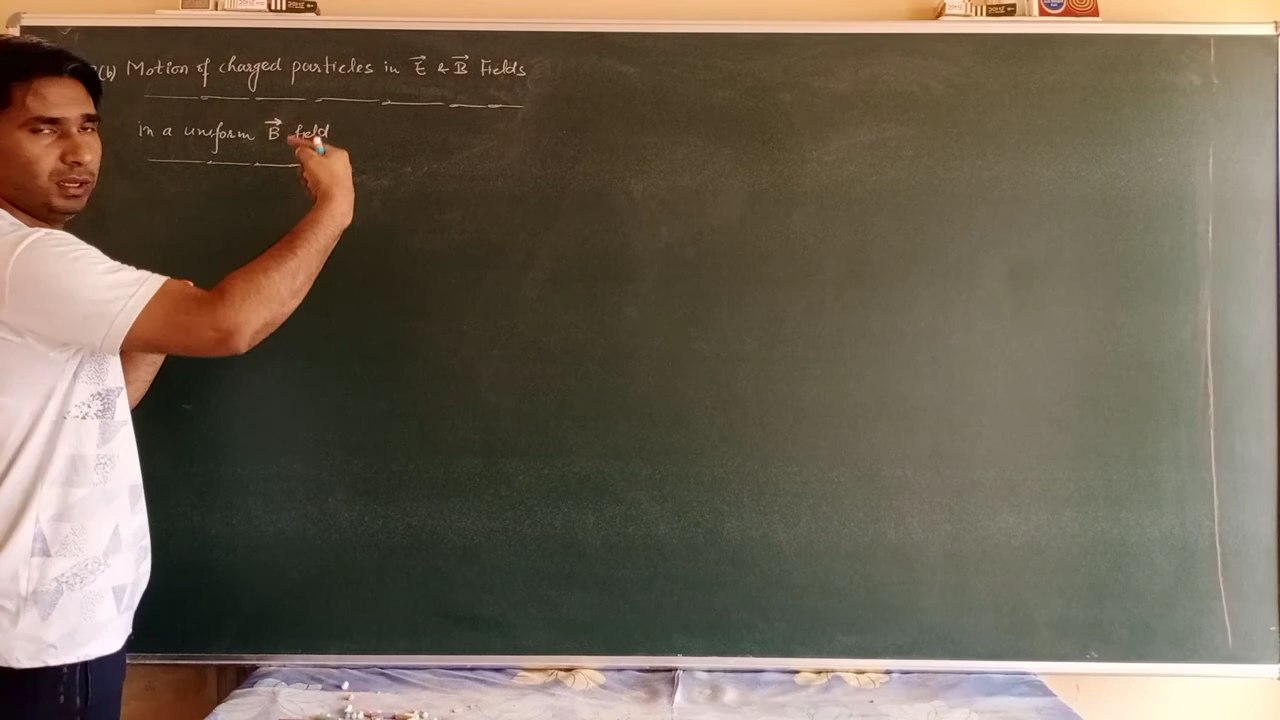 (b) Motion of charged particles in E⃗ & B⃗ Fields
in a uniform B⃗ field